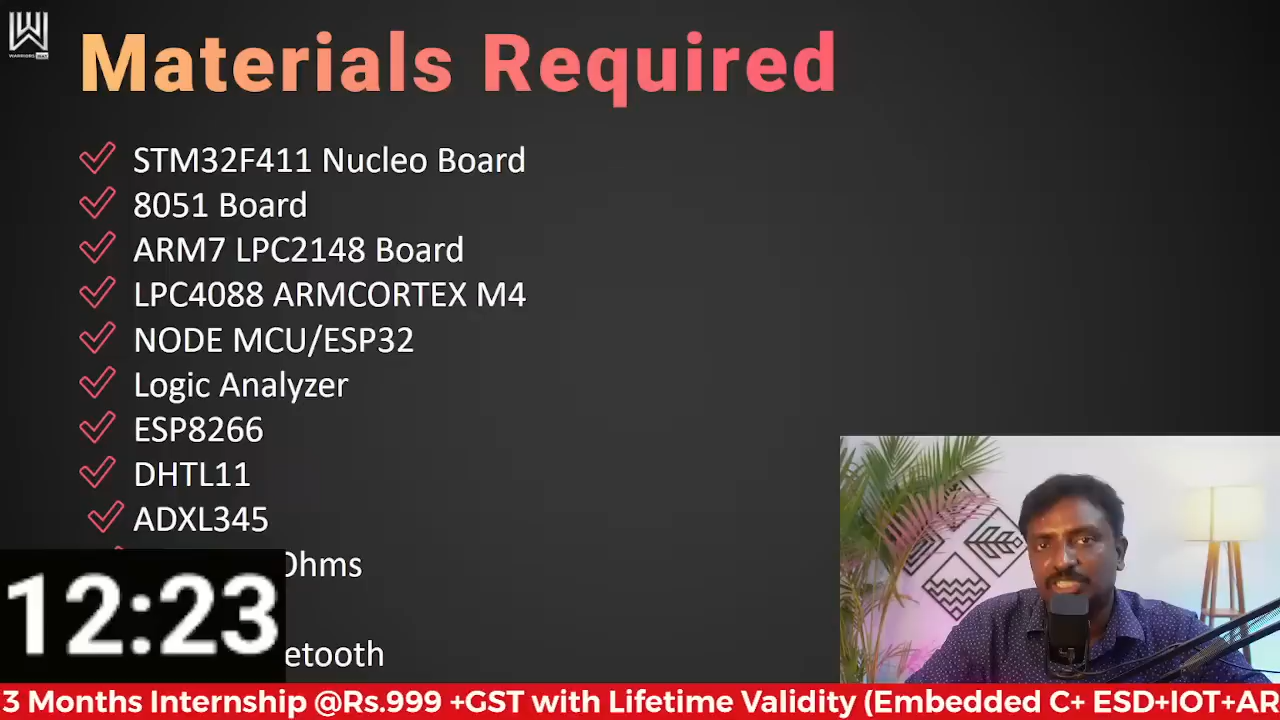 Materials Required
STM32F411 Nucleo Board
8051 Board
ARM7 LPC2148 Board
LPC4088 ARMCORTEX M4
NODE MCU/ESP32
Logic Analyzer
ESP8266
DHTL11
ADXL345
Ohms
12:23
etooth
3 Months Internship @Rs.999 +GST with Lifetime Validity (Embedded C+ ESD+IOT+AR